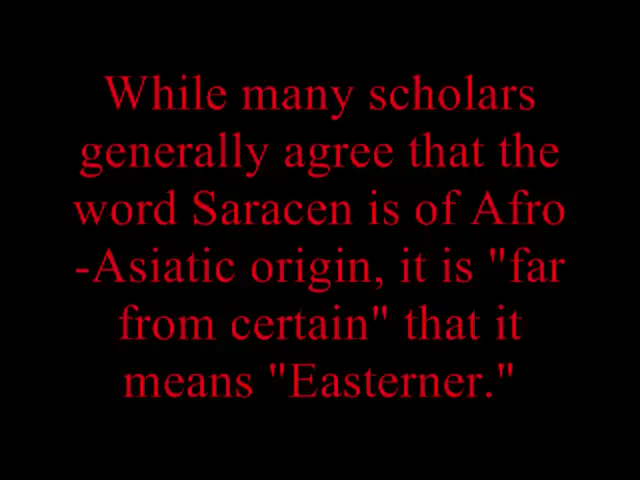 While many scholars
generally agree that the
word Saracen is of Afro
-Asiatic origin, it is "far
from certain" that it
means "Easterner."